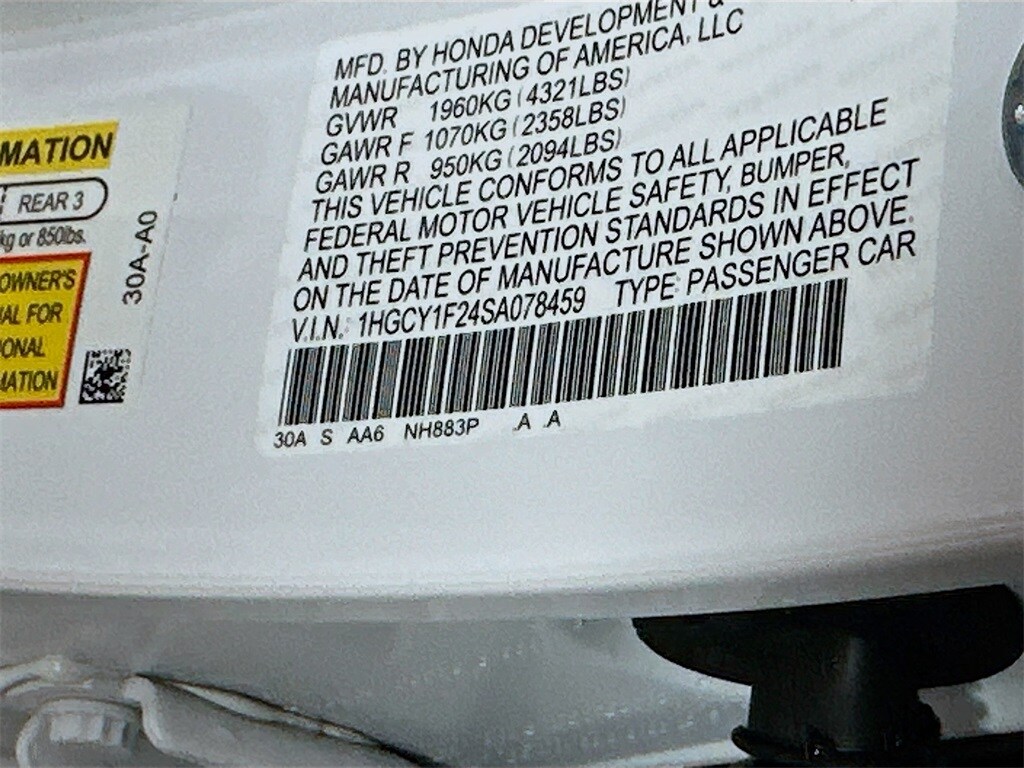 MATION
REAR 3
kg or 850lbs.
OWNER'S
AL FOR
ONAL
MATION
30A-A0
MFD. BY HONDA DEVELOPMENT &
MANUFACTURING OF AMERICA, LLC
GVWR 1960KG (4321LBS)
GAWR F 1070KG (2358LBS)
GAWR R 950KG (2094LBS)
THIS VEHICLE CONFORMS TO ALL APPLICABLE
FEDERAL MOTOR VEHICLE SAFETY, BUMPER,
AND THEFT PREVENTION STANDARDS IN EFFECT
ON THE DATE OF MANUFACTURE SHOWN ABOVE.
V.I.N.: 1HGCY1F24SA078459 TYPE: PASSENGER CAR
30A S AA6 NH883P .A .A